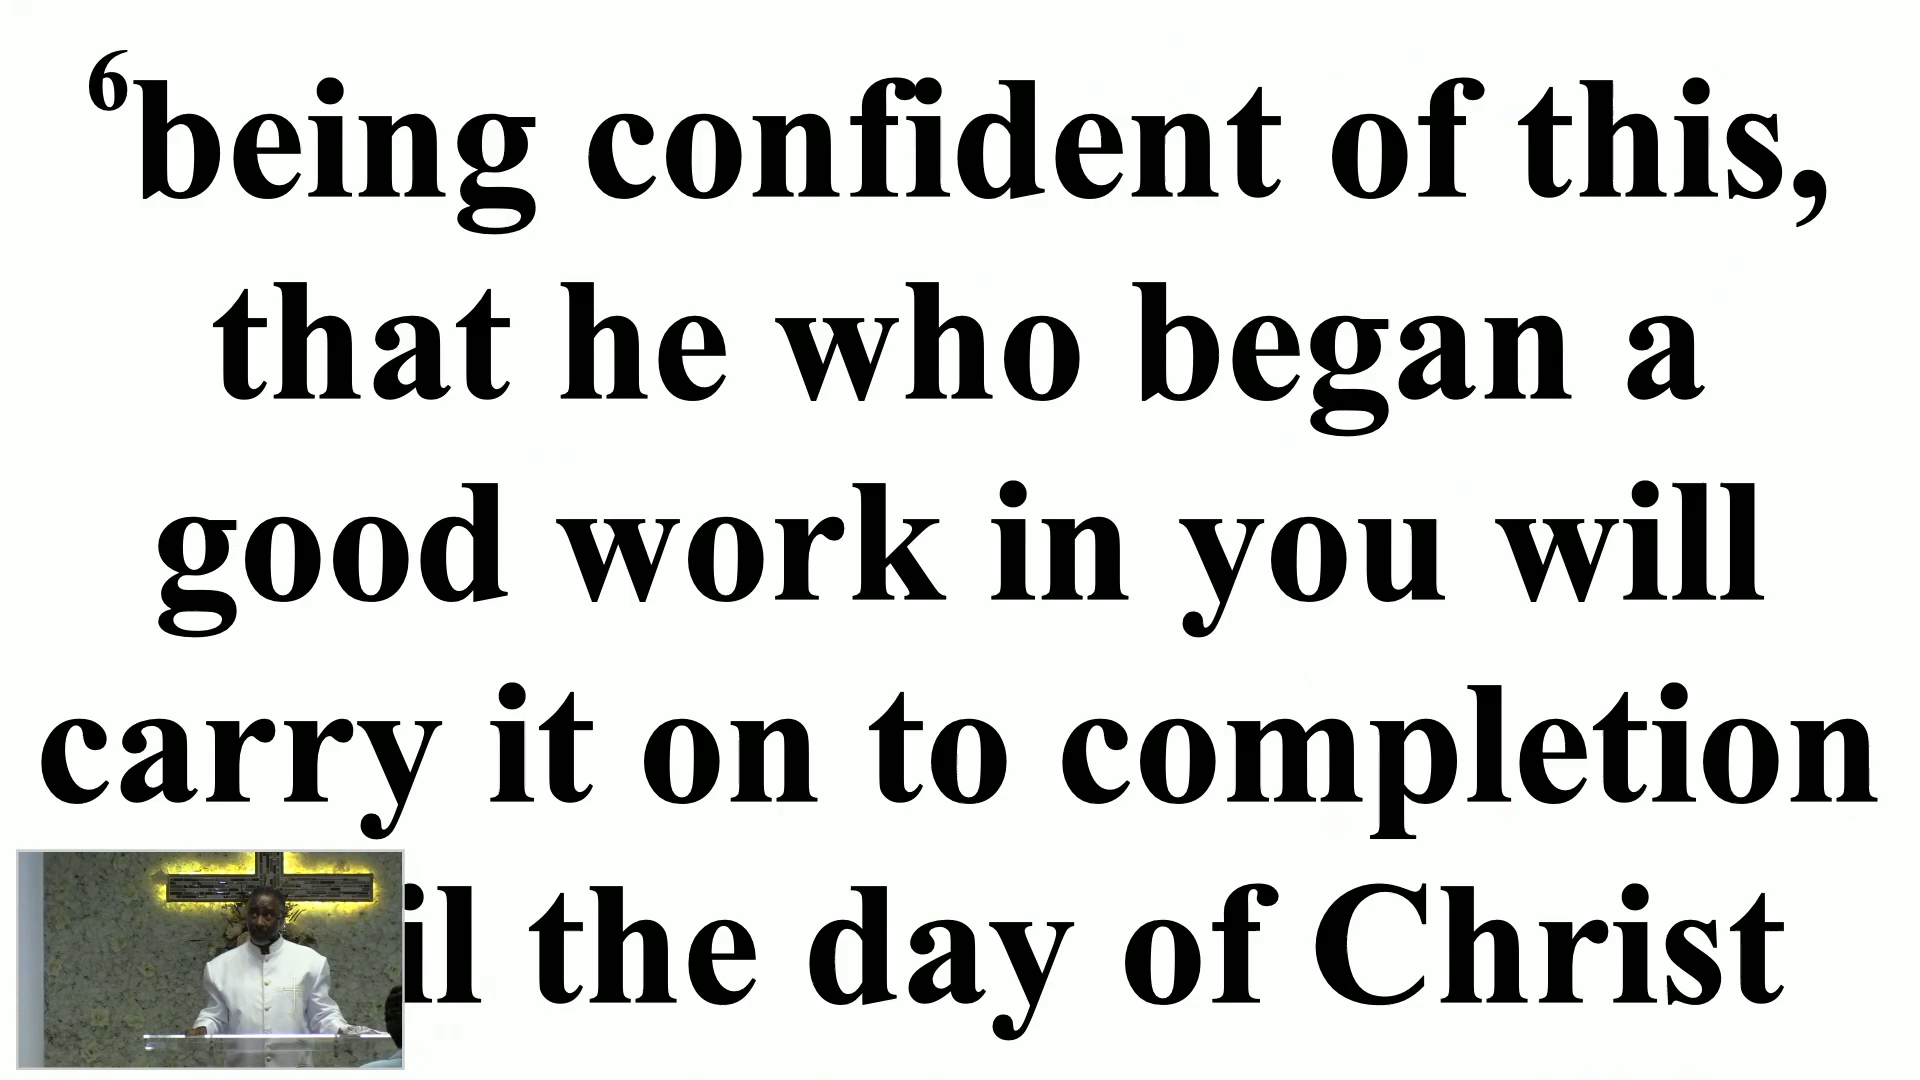 6being confident of this,
that he who began a
good work in you will
carry it on to completion
il the day of Christ